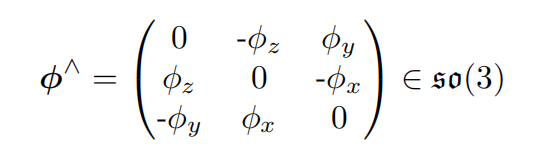 0 -ϕ_z ϕ_y
ϕ^∧ = ϕ_z 0 -ϕ_x ∈ 𝔰𝔬(3)
-ϕ_y ϕ_x 0